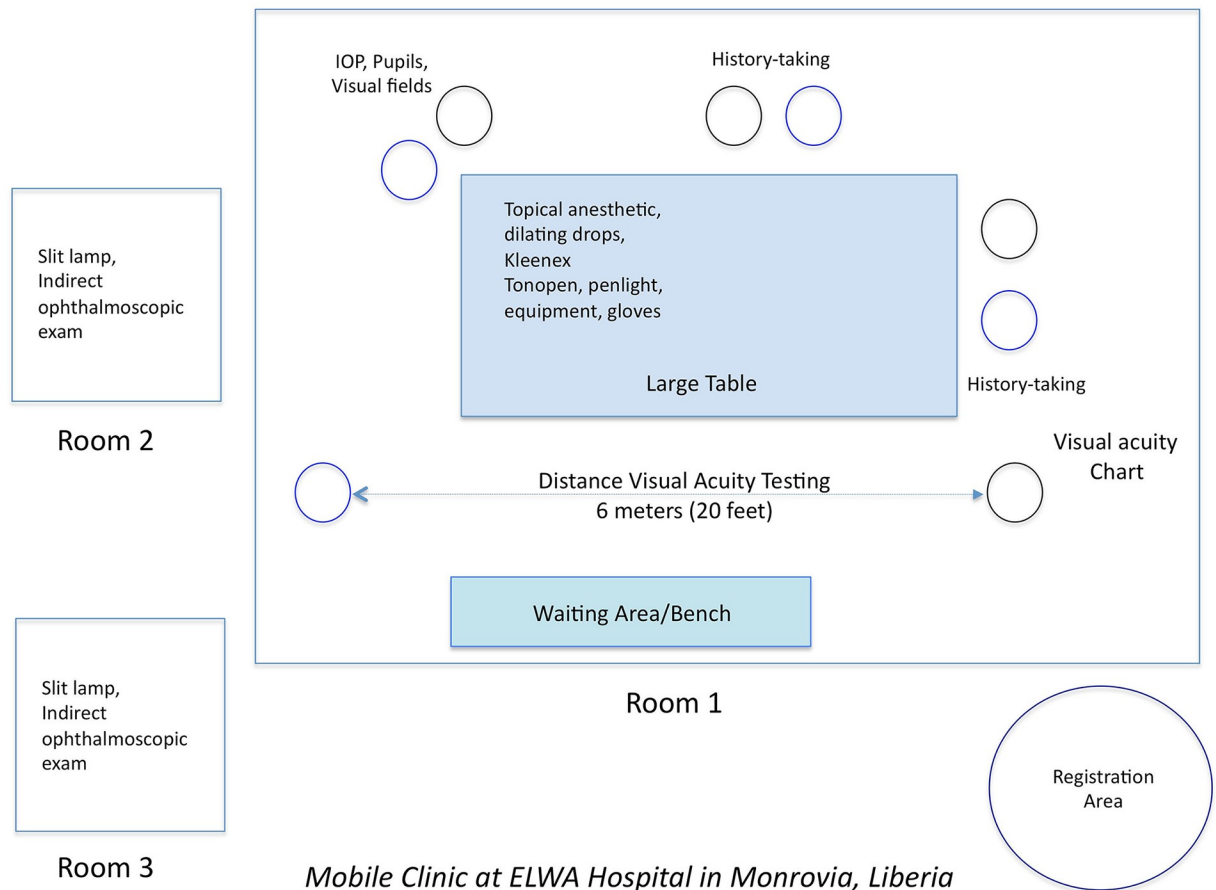 IOP, Pupils,
Visual fields
History-taking
Topical anesthetic,
dilating drops,
Kleenex
Tonopen, penlight,
equipment, gloves
Large Table
History-taking
Slit lamp,
Indirect
ophthalmoscopic
exam
Room 2
Visual acuity
Chart
Distance Visual Acuity Testing
6 meters (20 feet)
Waiting Area/Bench
Room 1
Slit lamp,
Indirect
ophthalmoscopic
exam
Room 3
Registration
Area
Mobile Clinic at ELWA Hospital in Monrovia, Liberia